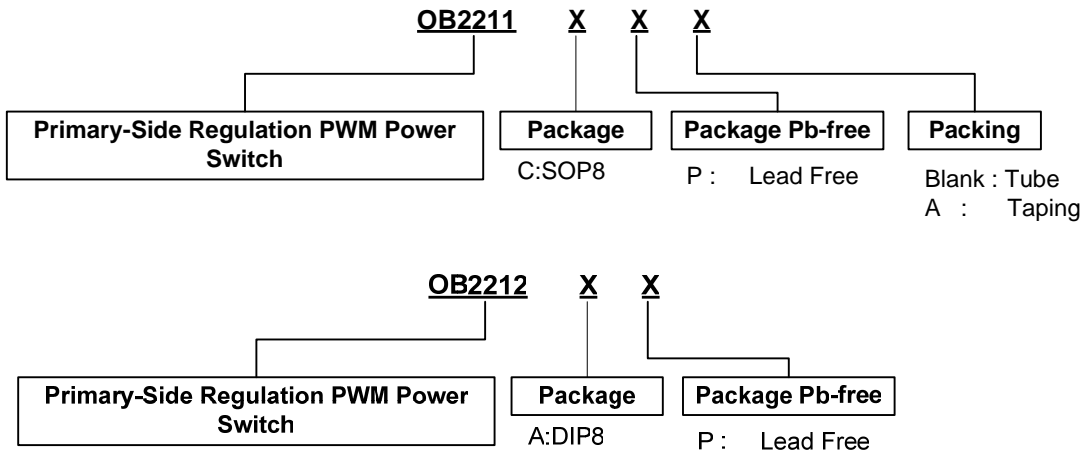 OB2211 X X X
Primary-Side Regulation PWM Power
Switch
Package
Package Pb-free
Packing
C:SOP8
P : Lead Free
Blank : Tube
A : Taping
OB2212 X X
Primary-Side Regulation PWM Power
Switch
Package
Package Pb-free
A:DIP8
P : Lead Free